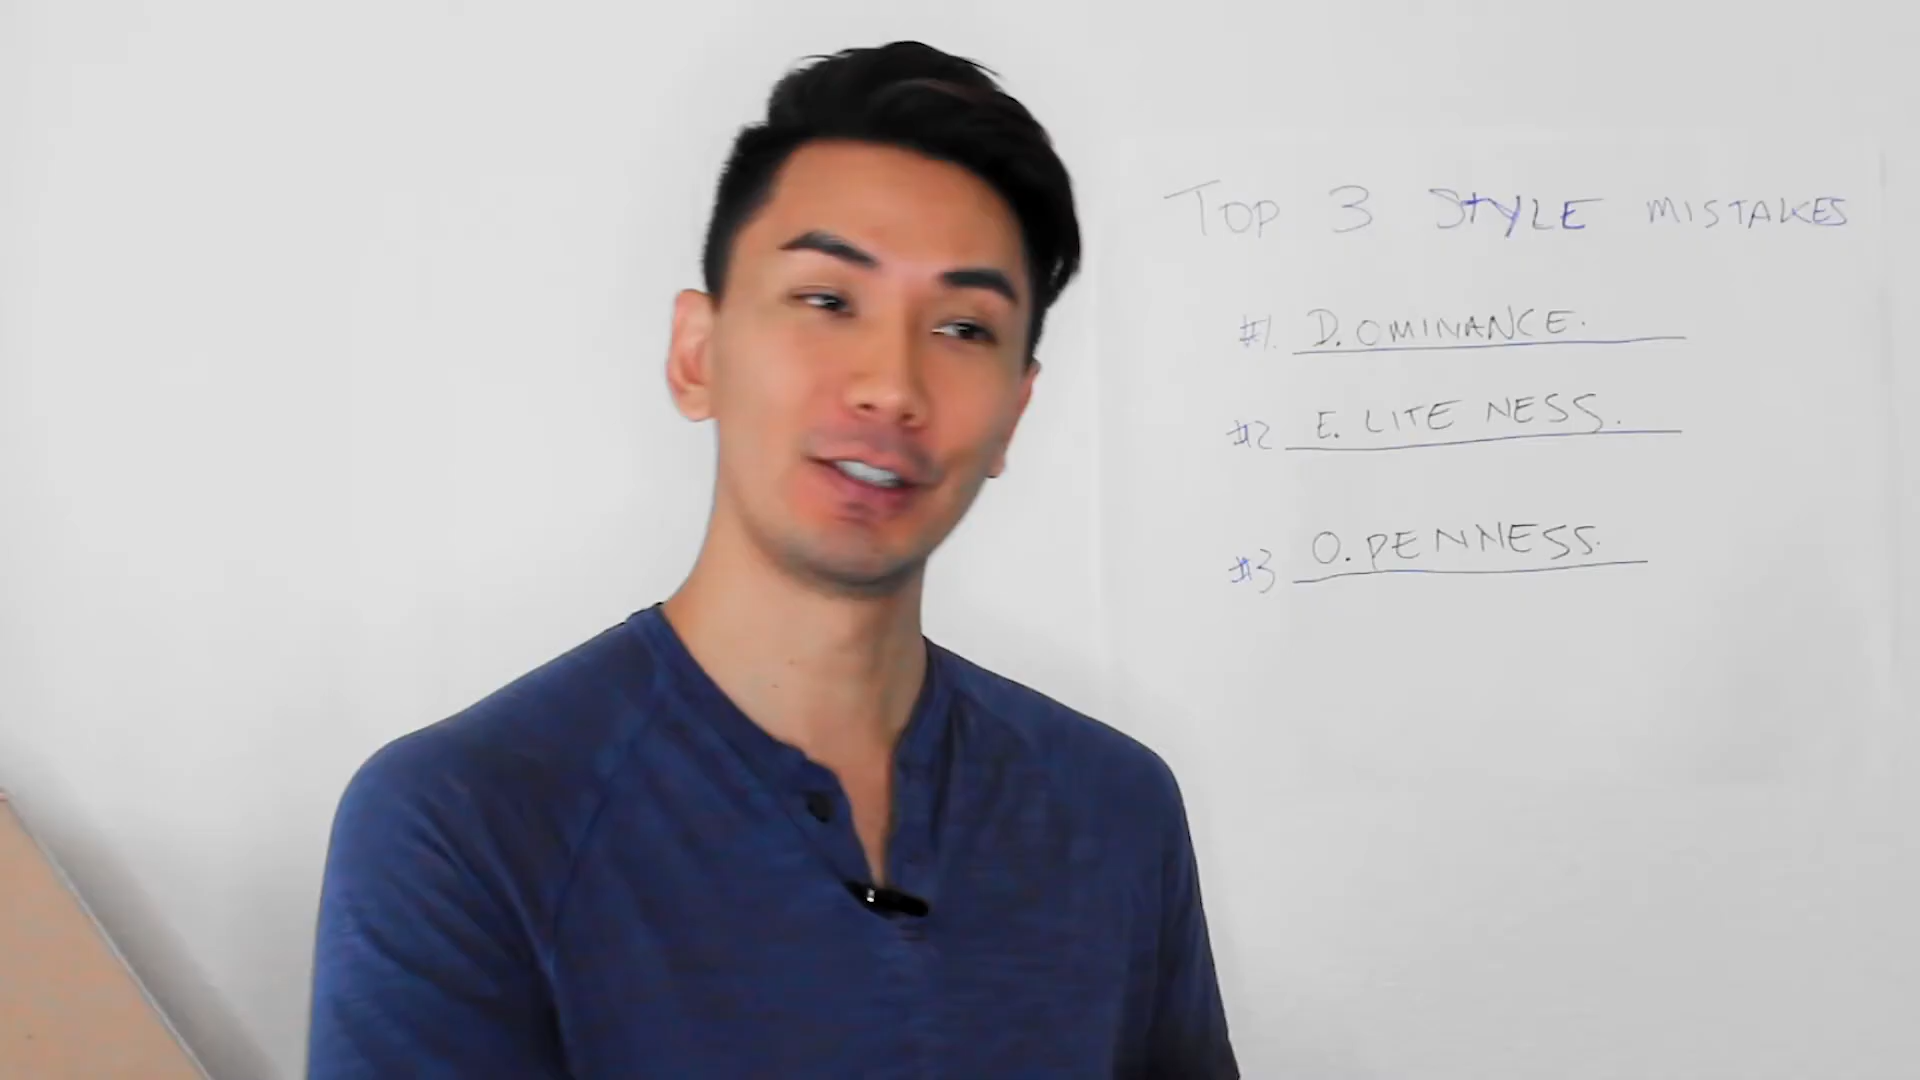 TOP 3 STYLE MISTAKES
#1. D.OMINANCE.
#2 E. LITE NESS.
#3 O.PENNESS.